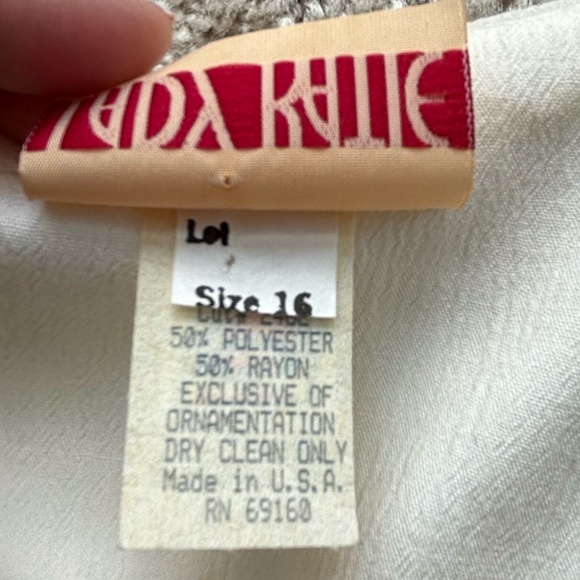 LADY KATIE
Lot
Size 16
50% POLYESTER
50% RAYON
EXCLUSIVE OF
ORNAMENTATION
DRY CLEAN ONLY
Made in U.S.A.
RN 69160